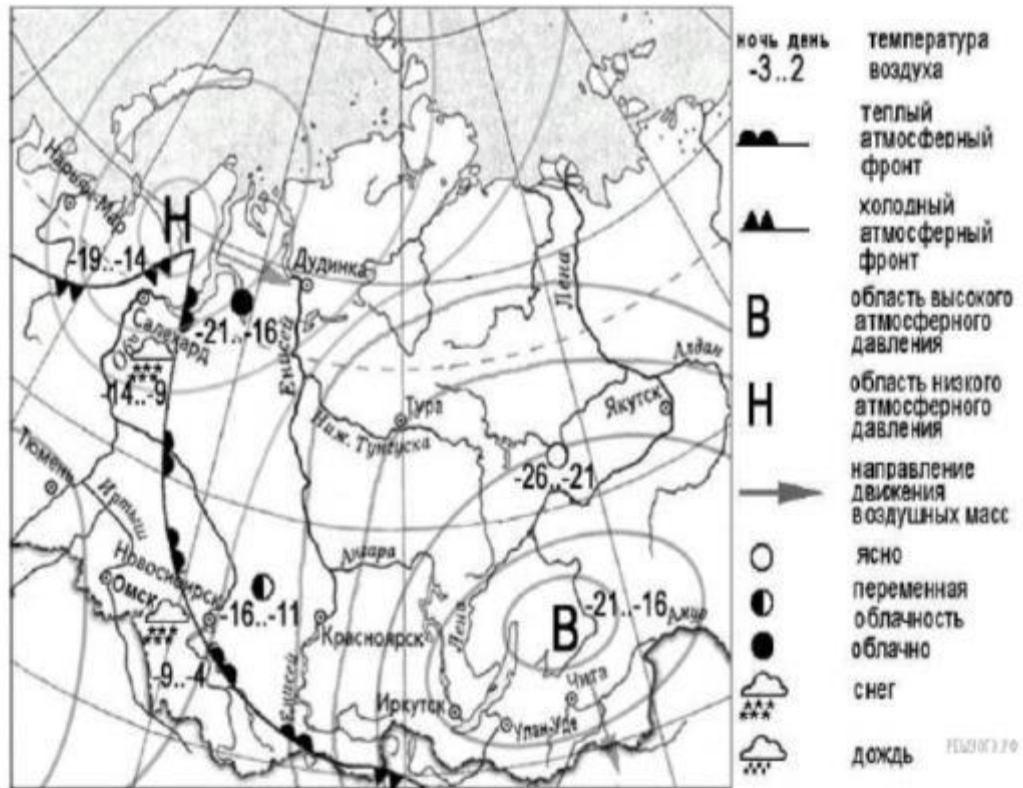 Нарьян-Мар
Н
-19..-14
Дудинка
Салехард
-21..-16
Обь
-14..-9
Енисей
Лена
Алдан
Якутск
Тура
Ниж. Тунгуска
-26..-21
Тюмень
Иртыш
Новосибирск
Омск
-16..-11
Ангара
Красноярск
Лена
В
-21..-16
Амур
-9..-4
Енисей
Иркутск
Улан-Уде
Чита
ночь день
-3..2
температура
воздуха
теплый
атмосферный
фронт
холодный
атмосферный
фронт
В
область высокого
атмосферного
давления
Н
область низкого
атмосферного
давления
направление
движения
воздушных масс
ясно
переменная
облачность
облачно
снег
дождь